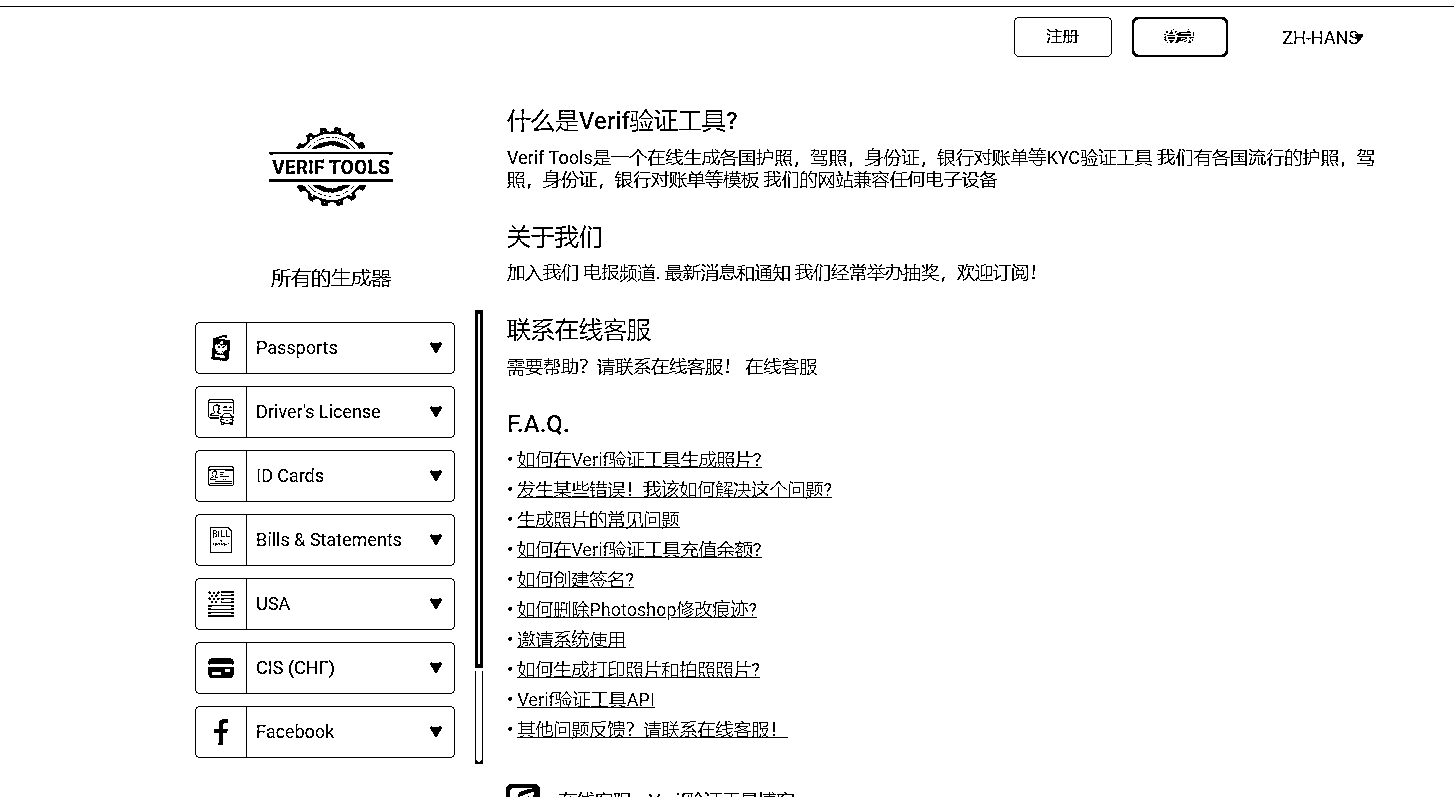 注册
ZH-HANS
VERIF TOOLS
所有的生成器
Passports
Driver's License
ID Cards
Bills & Statements
USA
CIS (СНГ)
Facebook
什么是Verif验证工具?
Verif Tools是一个在线生成各国护照，驾照，身份证，银行对账单等KYC验证工具 我们有各国流行的护照，驾
照，身份证，银行对账单等模板 我们的网站兼容任何电子设备
关于我们
加入我们 电报频道. 最新消息和通知 我们经常举办抽奖，欢迎订阅！
联系在线客服
需要帮助？请联系在线客服！ 在线客服
F.A.Q.
• 如何在Verif验证工具生成照片?
• 发生某些错误！我该如何解决这个问题?
• 生成照片的常见问题
• 如何在Verif验证工具充值余额?
• 如何创建签名?
• 如何删除Photoshop修改痕迹?
• 邀请系统使用
• 如何生成打印照片和拍照照片?
• Verif验证工具API
• 其他问题反馈？请联系在线客服！